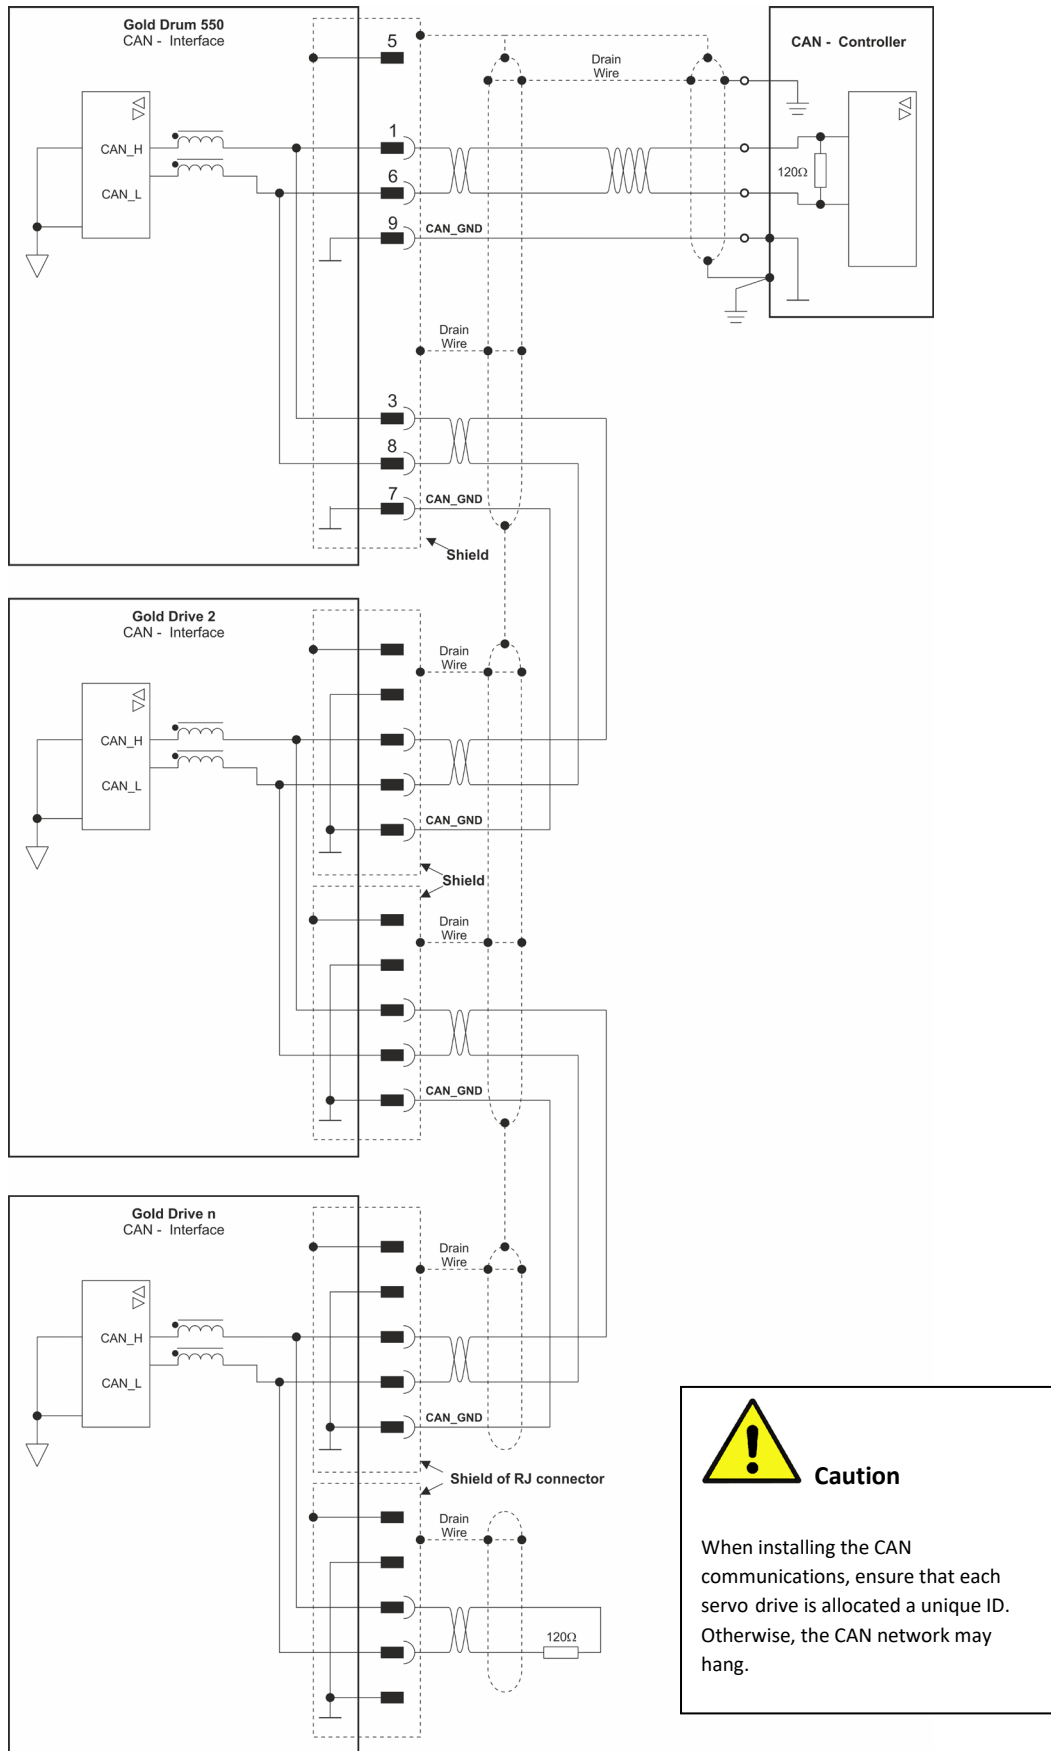 Gold Drum 550
CAN - Interface
5
CAN - Controller
Drain
Wire
CAN_H
CAN_L
1
6
9
CAN_GND
120Ω
Drain
Wire
3
8
7
CAN_GND
Shield
Gold Drive 2
CAN - Interface
Drain
Wire
CAN_H
CAN_L
CAN_GND
Shield
Drain
Wire
CAN_GND
Gold Drive n
CAN - Interface
Drain
Wire
CAN_H
CAN_L
CAN_GND
Shield of RJ connector
Drain
Wire
120Ω
Caution
When installing the CAN
communications, ensure that each
servo drive is allocated a unique ID.
Otherwise, the CAN network may
hang.